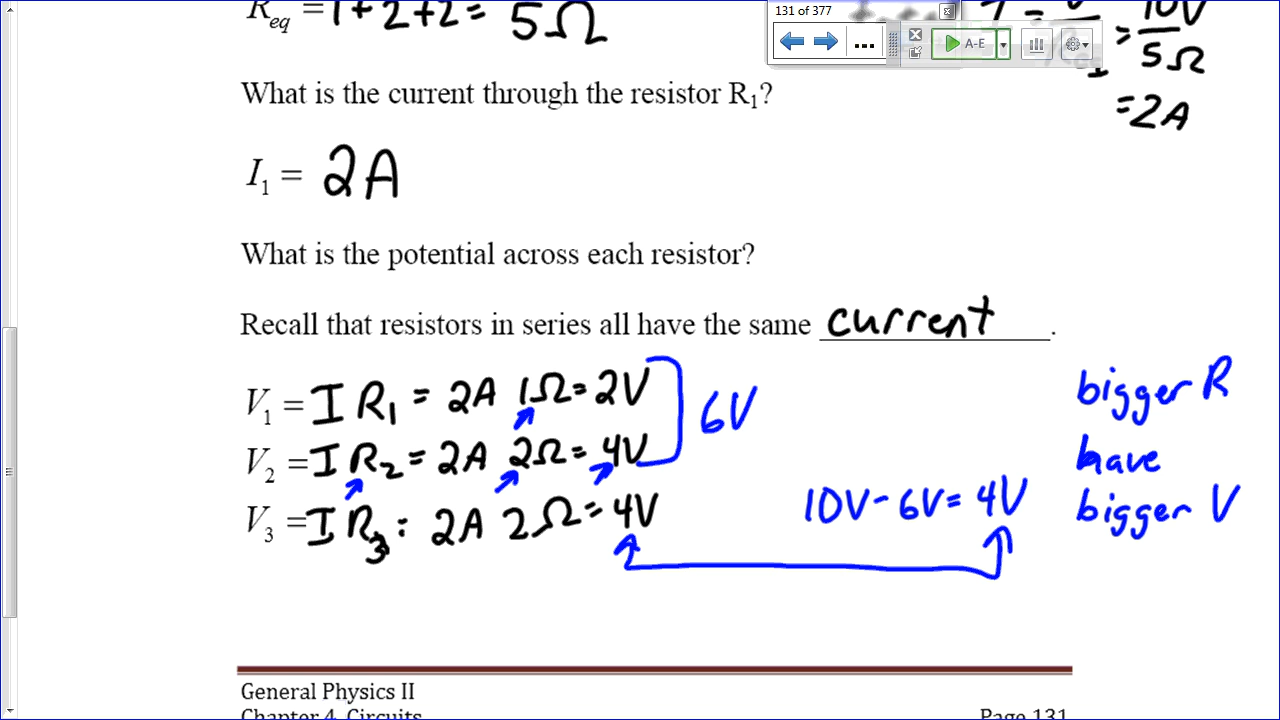 131 of 377
A-E
R_eq = 1+2+2 = 5Ω
= 10V
5Ω
= 2A
What is the current through the resistor R₁?
I₁ = 2A
What is the potential across each resistor?
Recall that resistors in series all have the same current.
V₁ = I R₁ = 2A 1Ω = 2V
6V
V₂ = I R₂ = 2A 2Ω = 4V
V₃ = I R₃ = 2A 2Ω = 4V
10V - 6V = 4V
bigger R
have
bigger V
General Physics II
Chapter 4 Circuits
Page 131